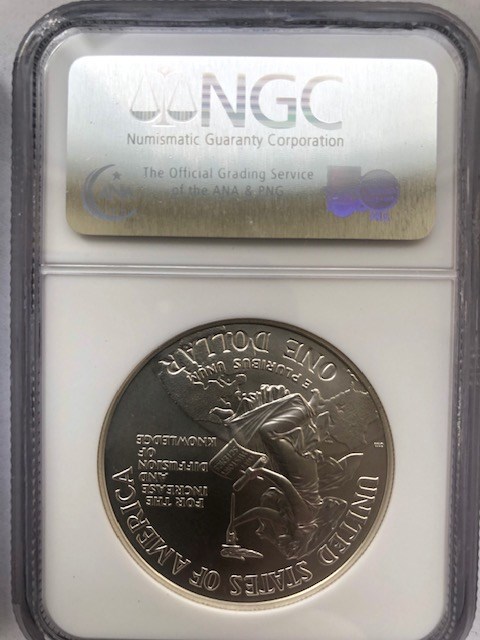 NGC
Numismatic Guaranty Corporation
The Official Grading Service
of the ANA & PNG
UNITED STATES OF AMERICA
FOR THE
INCREASE
AND
DIFFUSION
OF
KNOWLEDGE
E PLURIBUS UNUM
ONE DOLLAR